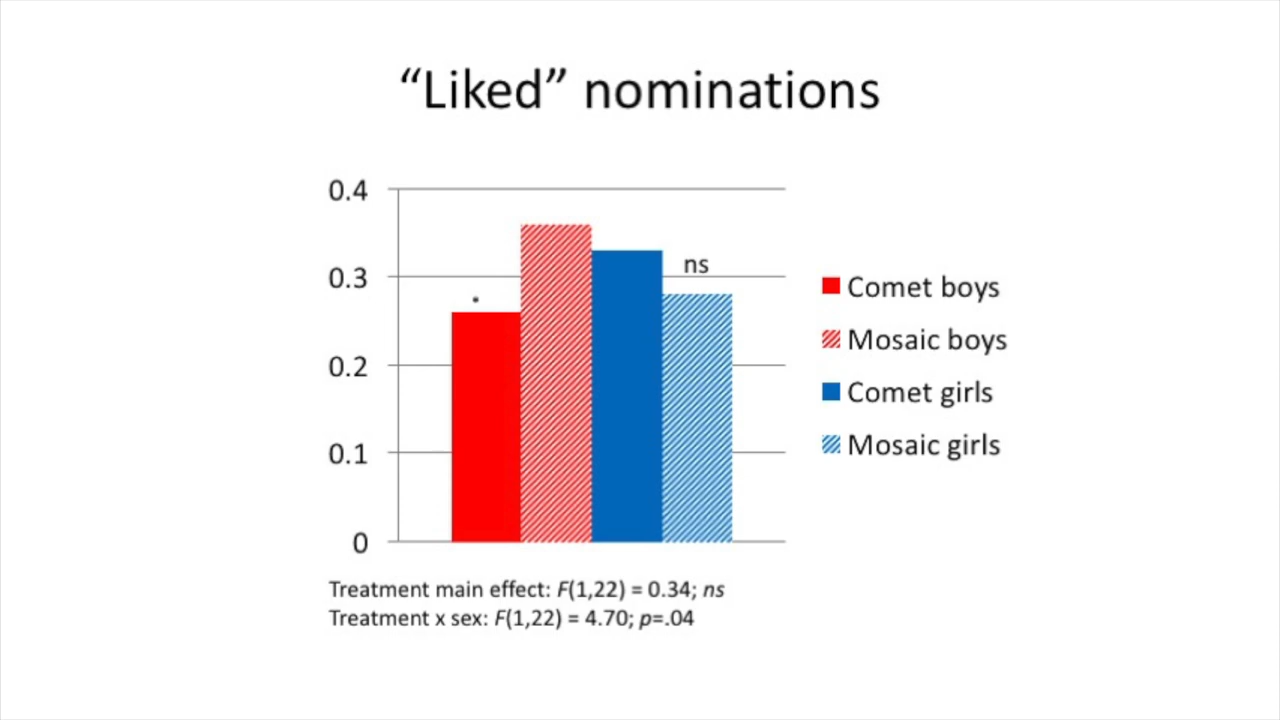 “Liked” nominations
0.4
0.3
0.2
0.1
0
*
ns
Comet boys
Mosaic boys
Comet girls
Mosaic girls
Treatment main effect: F(1,22) = 0.34; ns
Treatment x sex: F(1,22) = 4.70; p=.04